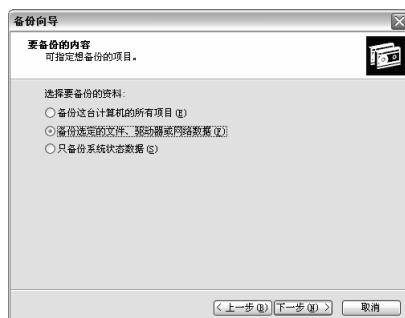 备份向导
要备份的内容
可指定想备份的项目。
选择要备份的资料:
备份这台计算机的所有项目(E)
备份选定的文件、驱动器或网络数据(F)
只备份系统状态数据(S)
< 上一步(B) 下一步(N) > 取消